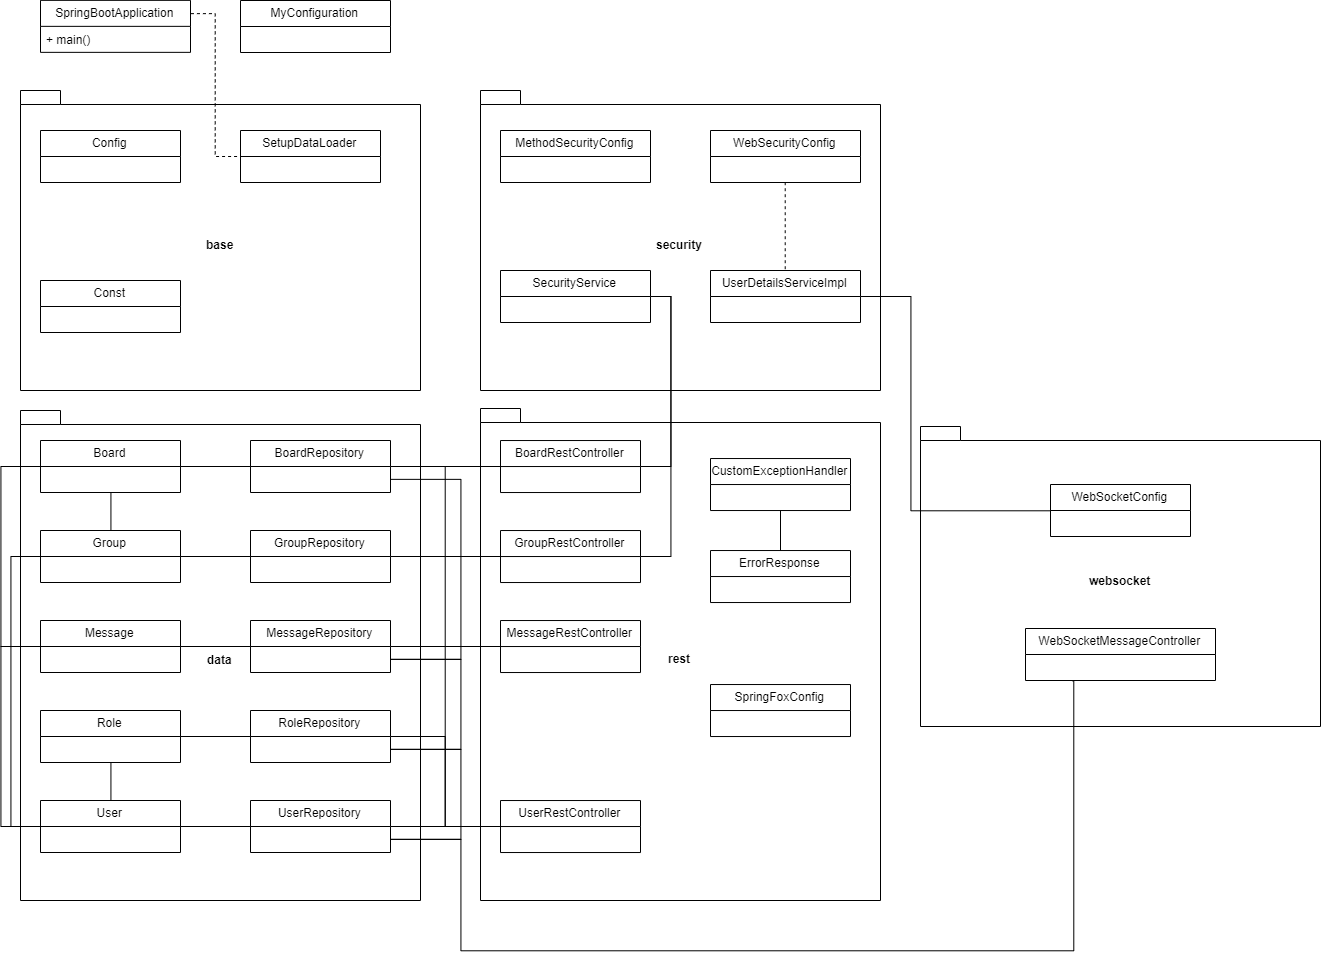 SpringBootApplication
+ main()
MyConfiguration
Config
SetupDataLoader
base
Const
MethodSecurityConfig
WebSecurityConfig
security
SecurityService
UserDetailsServiceImpl
Board
BoardRepository
Group
GroupRepository
Message
MessageRepository
data
Role
RoleRepository
User
UserRepository
BoardRestController
CustomExceptionHandler
GroupRestController
ErrorResponse
MessageRestController
rest
SpringFoxConfig
UserRestController
WebSocketConfig
websocket
WebSocketMessageController